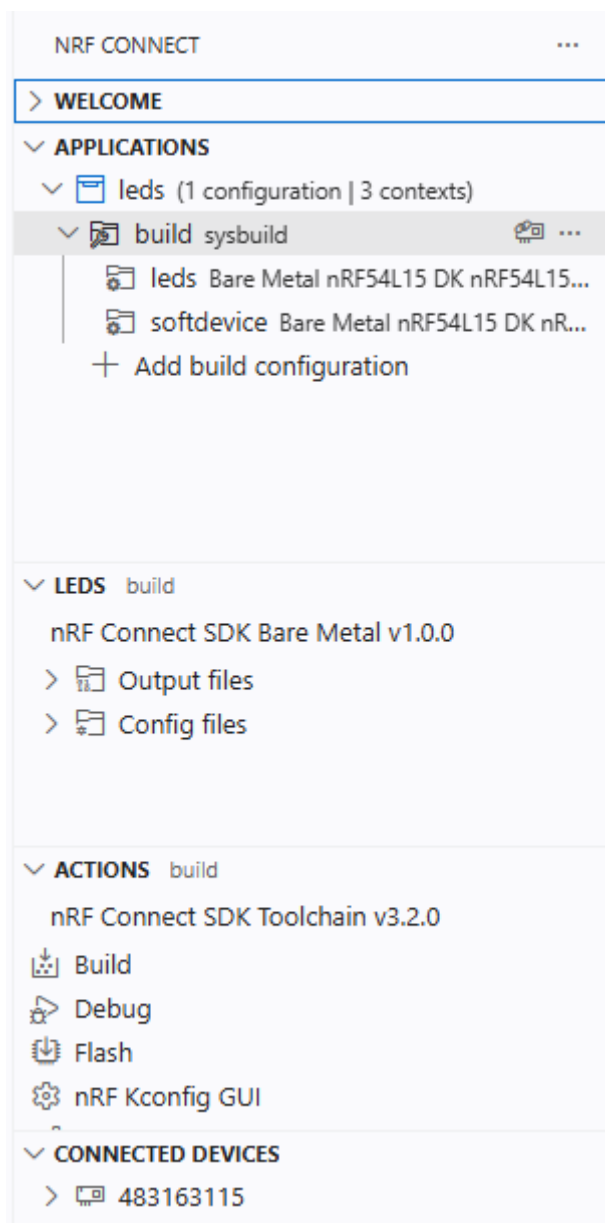 NRF CONNECT
WELCOME
APPLICATIONS
leds (1 configuration | 3 contexts)
build sysbuild
leds Bare Metal nRF54L15 DK nRF54L15...
softdevice Bare Metal nRF54L15 DK nR...
Add build configuration
LEDS build
nRF Connect SDK Bare Metal v1.0.0
Output files
Config files
ACTIONS build
nRF Connect SDK Toolchain v3.2.0
Build
Debug
Flash
nRF Kconfig GUI
CONNECTED DEVICES
483163115